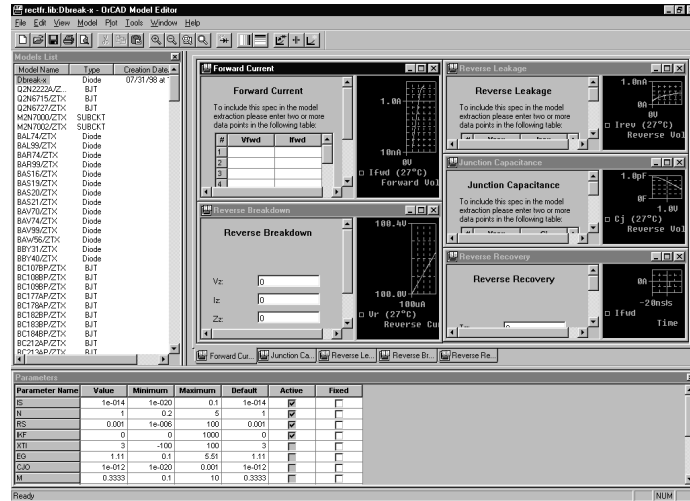 rectfr.lib:Dbreak-x - OrCAD Model Editor
File Edit View Model Plot Tools Window Help
Models List
Model Name Type Creation Date,
Dbreak-x Diode 07/31/98 at
Q2N2222A/Z... BJT
Q2N6715/ZTX BJT
Q2N6727/ZTX BJT
M2N7000/ZTX SUBCKT
M2N7002/ZTX SUBCKT
BAL74/ZTX Diode
BAL99/ZTX Diode
BAR74/ZTX Diode
BAR99/ZTX Diode
BAS16/ZTX Diode
BAS19/ZTX Diode
BAS20/ZTX Diode
BAS21/ZTX Diode
BAV70/ZTX Diode
BAV74/ZTX Diode
BAV99/ZTX Diode
BAW56/ZTX Diode
BBY31/ZTX Diode
BBY40/ZTX Diode
BC107BP/ZTX BJT
BC108BP/ZTX BJT
BC109BP/ZTX BJT
BC177AP/ZTX BJT
BC178AP/ZTX BJT
BC182BP/ZTX BJT
BC183BP/ZTX BJT
BC184BP/ZTX BJT
BC212AP/ZTX BJT
BC213AP/ZTX BJT
Forward Current
Forward Current
To include this spec in the model
extraction please enter two or more
data points in the following table:
# Vfwd Ifwd
1
2
3
4
1.0A
10nA
0V
Ifwd (27°C)
Forward Vol
Reverse Leakage
Reverse Leakage
To include this spec in the model
extraction please enter two or more
data points in the following table:
1.0mA
0A
0V
Irev (27°C)
Reverse Vol
Junction Capacitance
Junction Capacitance
To include this spec in the model
extraction please enter two or more
data points in the following table:
1.0pF
0F
1.0V
Cj (27°C)
Reverse Vol
Reverse Breakdown
Reverse Breakdown
Vz: 0
Iz: 0
Zz: 0
100.4V
100.0V
100uA
Vr (27°C)
Reverse Cu
Reverse Recovery
Reverse Recovery
0A
-20nsIs
Ifwd
Time
Forward Cur... Junction Ca... Reverse Le... Reverse Br... Reverse Re...
Parameters
Parameter Name Value Minimum Maximum Default Active Fixed
IS 1e-014 1e-020 0.1 1e-014
N 1 0.2 5 1
RS 0.001 1e-006 100 0.001
IKF 0 0 1000 0
XTI 3 -100 100 3
EG 1.11 0.1 5.51 1.11
CJO 1e-012 1e-020 0.001 1e-012
M 0.3333 0.1 10 0.3333
Ready NUM